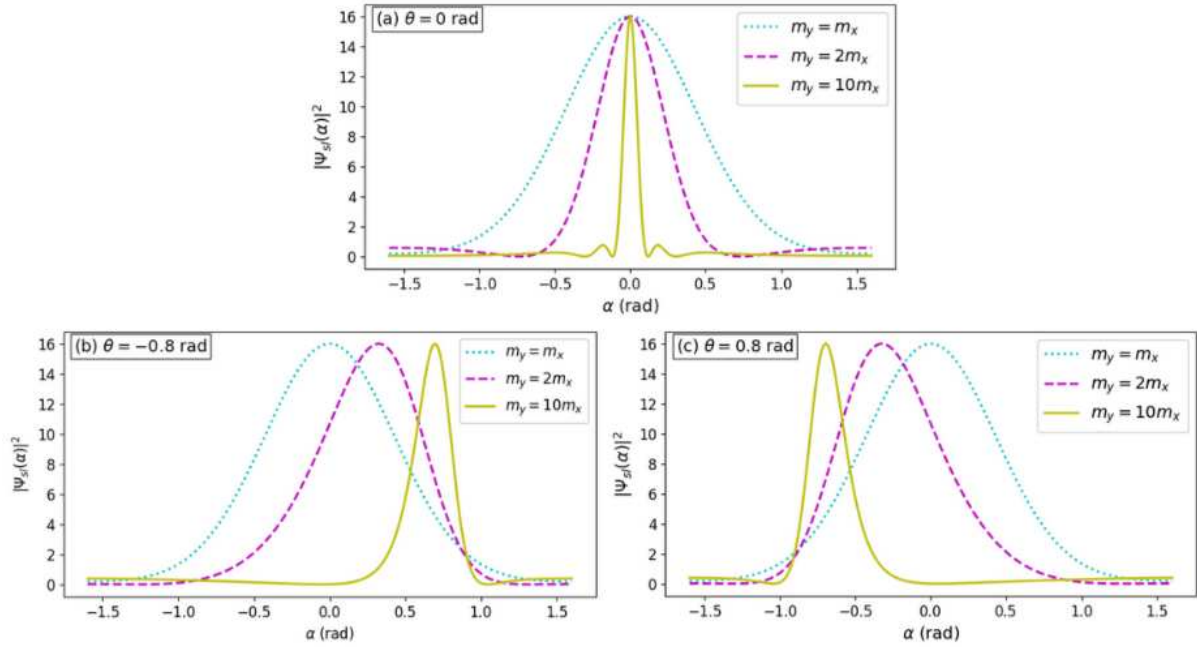 (a) θ = 0 rad
m_y = m_x
m_y = 2m_x
m_y = 10m_x
|Ψ_sl(α)|²
16
14
12
10
8
6
4
2
0
−1.5 −1.0 −0.5 0.0 0.5 1.0 1.5
α (rad)
(b) θ = −0.8 rad
m_y = m_x
m_y = 2m_x
m_y = 10m_x
|Ψ_sl(α)|²
16
14
12
10
8
6
4
2
0
−1.5 −1.0 −0.5 0.0 0.5 1.0 1.5
α (rad)
(c) θ = 0.8 rad
m_y = m_x
m_y = 2m_x
m_y = 10m_x
|Ψ_sl(α)|²
16
14
12
10
8
6
4
2
0
−1.5 −1.0 −0.5 0.0 0.5 1.0 1.5
α (rad)